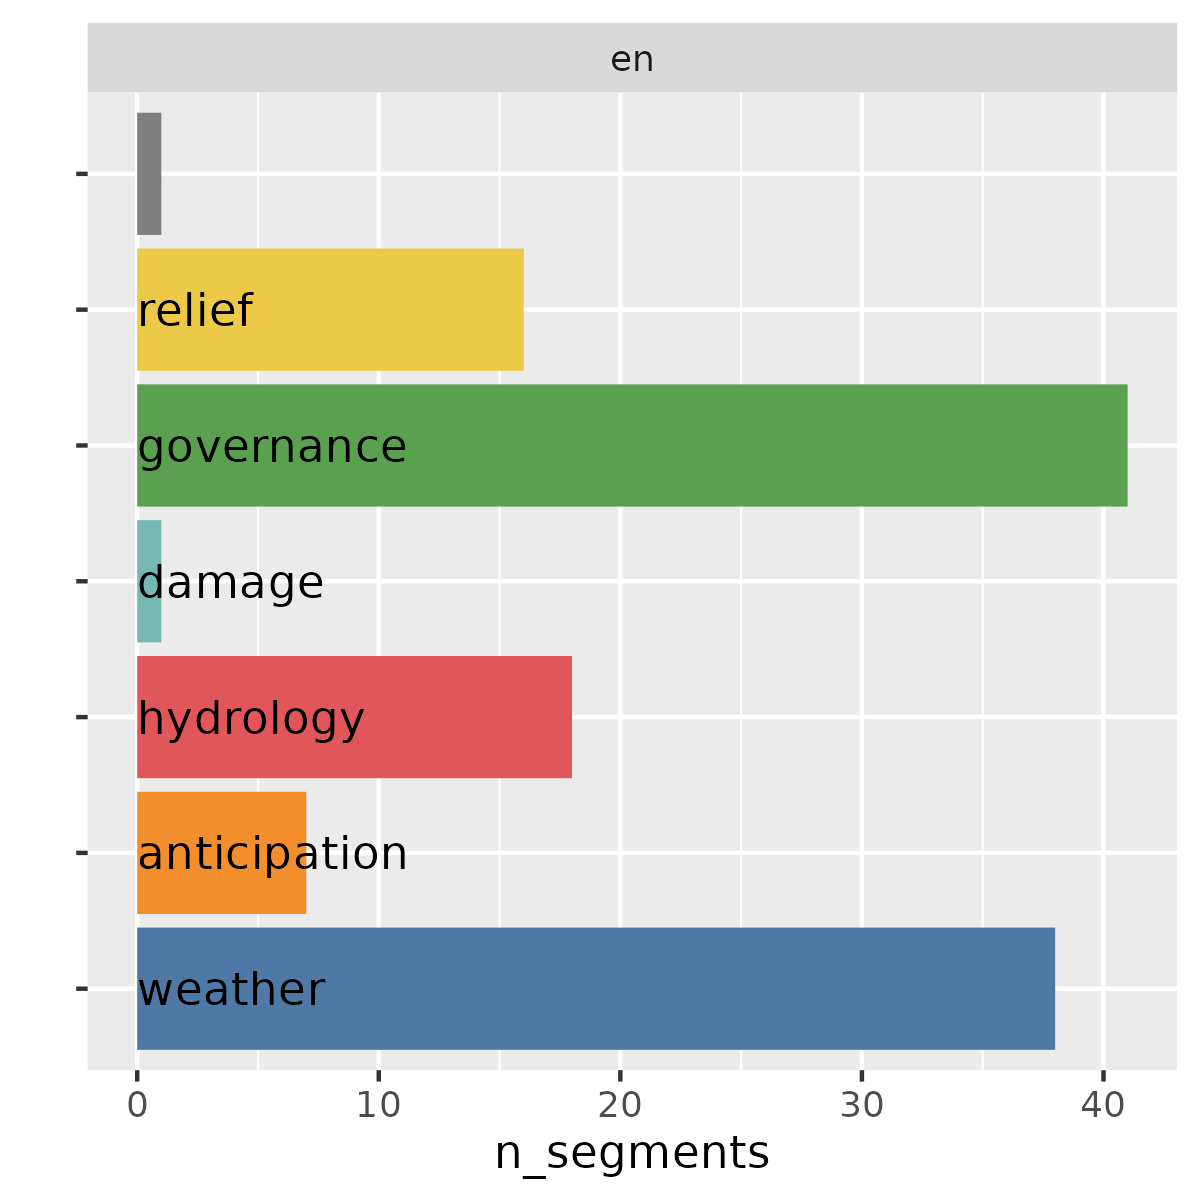 en
relief
governance
damage
hydrology
anticipation
weather
0 10 20 30 40
n_segments